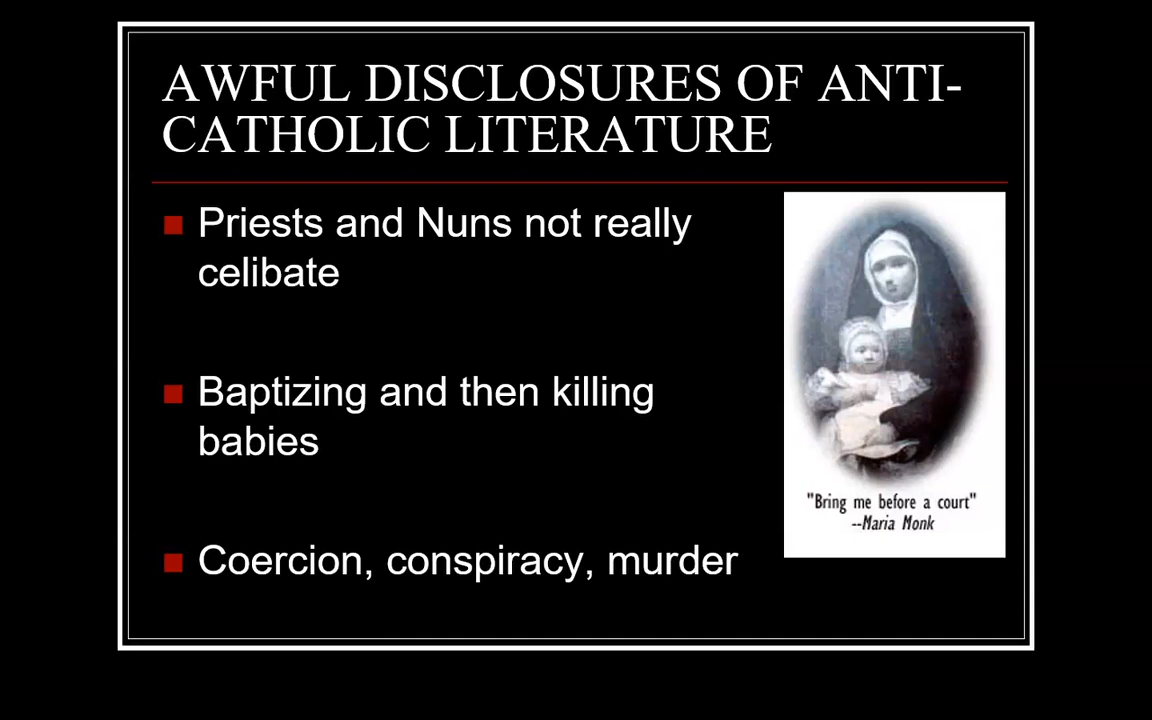 AWFUL DISCLOSURES OF ANTI-
CATHOLIC LITERATURE
Priests and Nuns not really
celibate
Baptizing and then killing
babies
Coercion, conspiracy, murder
"Bring me before a court"
--Maria Monk